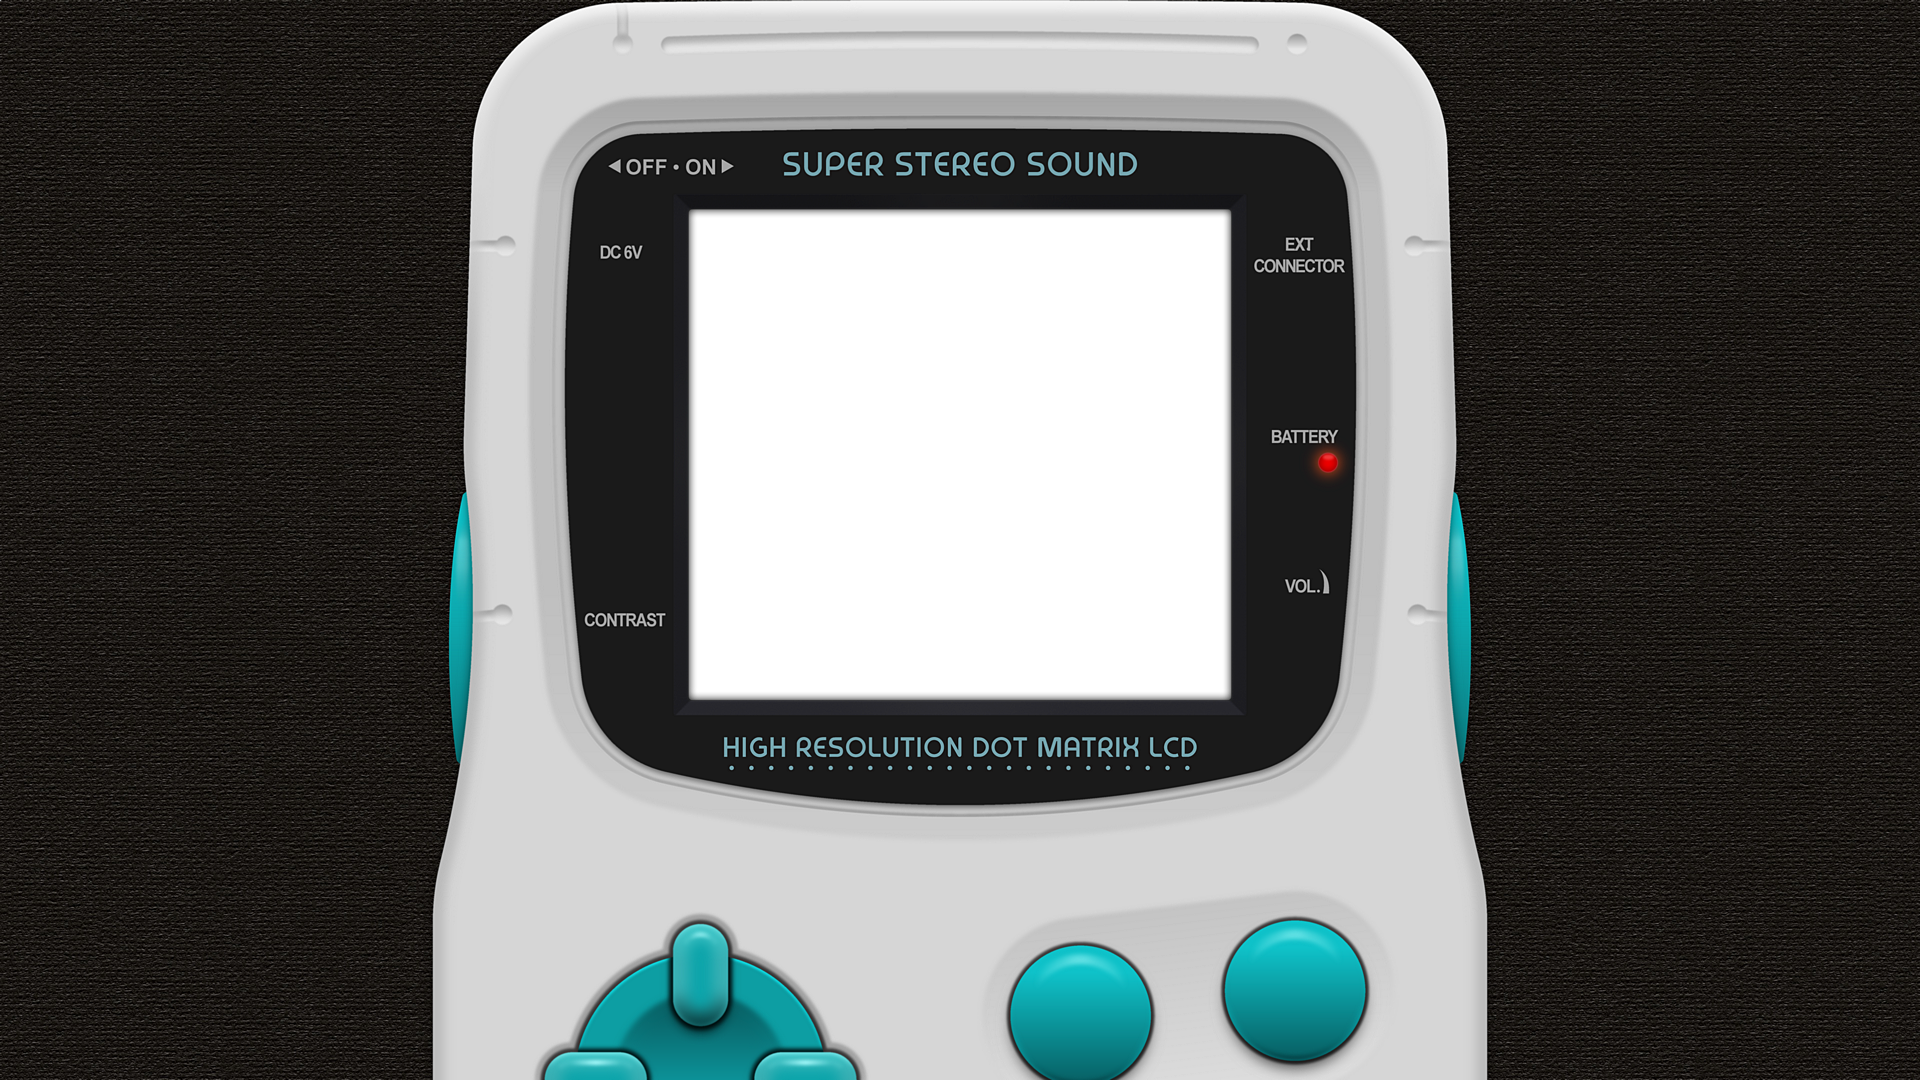 ◀OFF • ON▶
SUPER STEREO SOUND
DC 6V
EXT
CONNECTOR
BATTERY
VOL.
CONTRAST
HIGH RESOLUTION DOT MATRIX LCD